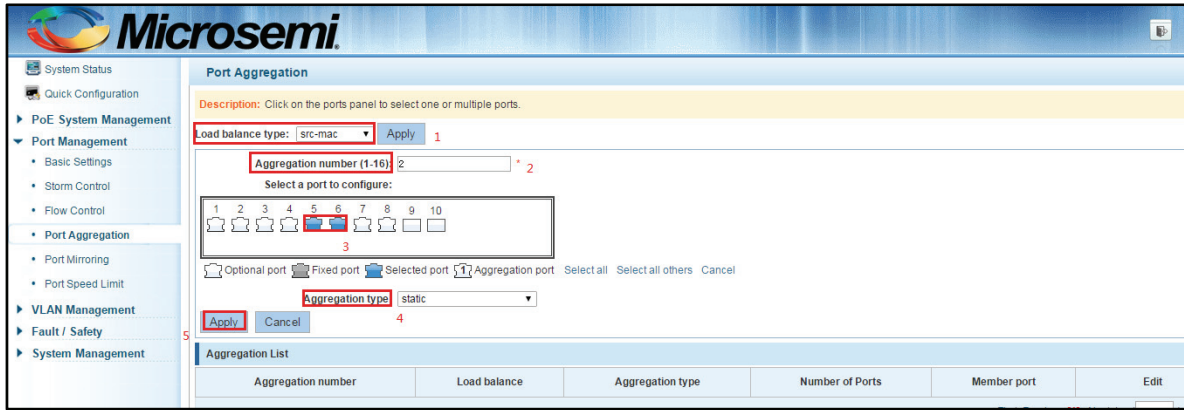 Microsemi
System Status
Quick Configuration
PoE System Management
Port Management
Basic Settings
Storm Control
Flow Control
Port Aggregation
Port Mirroring
Port Speed Limit
VLAN Management
Fault / Safety
System Management
Port Aggregation
Description: Click on the ports panel to select one or multiple ports.
Load balance type: src-mac Apply 1
Aggregation number (1-16): 2 * 2
Select a port to configure:
1 2 3 4 5 6 7 8 9 10
3
Optional port Fixed port Selected port 1 Aggregation port Select all Select all others Cancel
Aggregation type: static
4
Apply Cancel
5
Aggregation List
Aggregation number Load balance Aggregation type Number of Ports Member port Edit